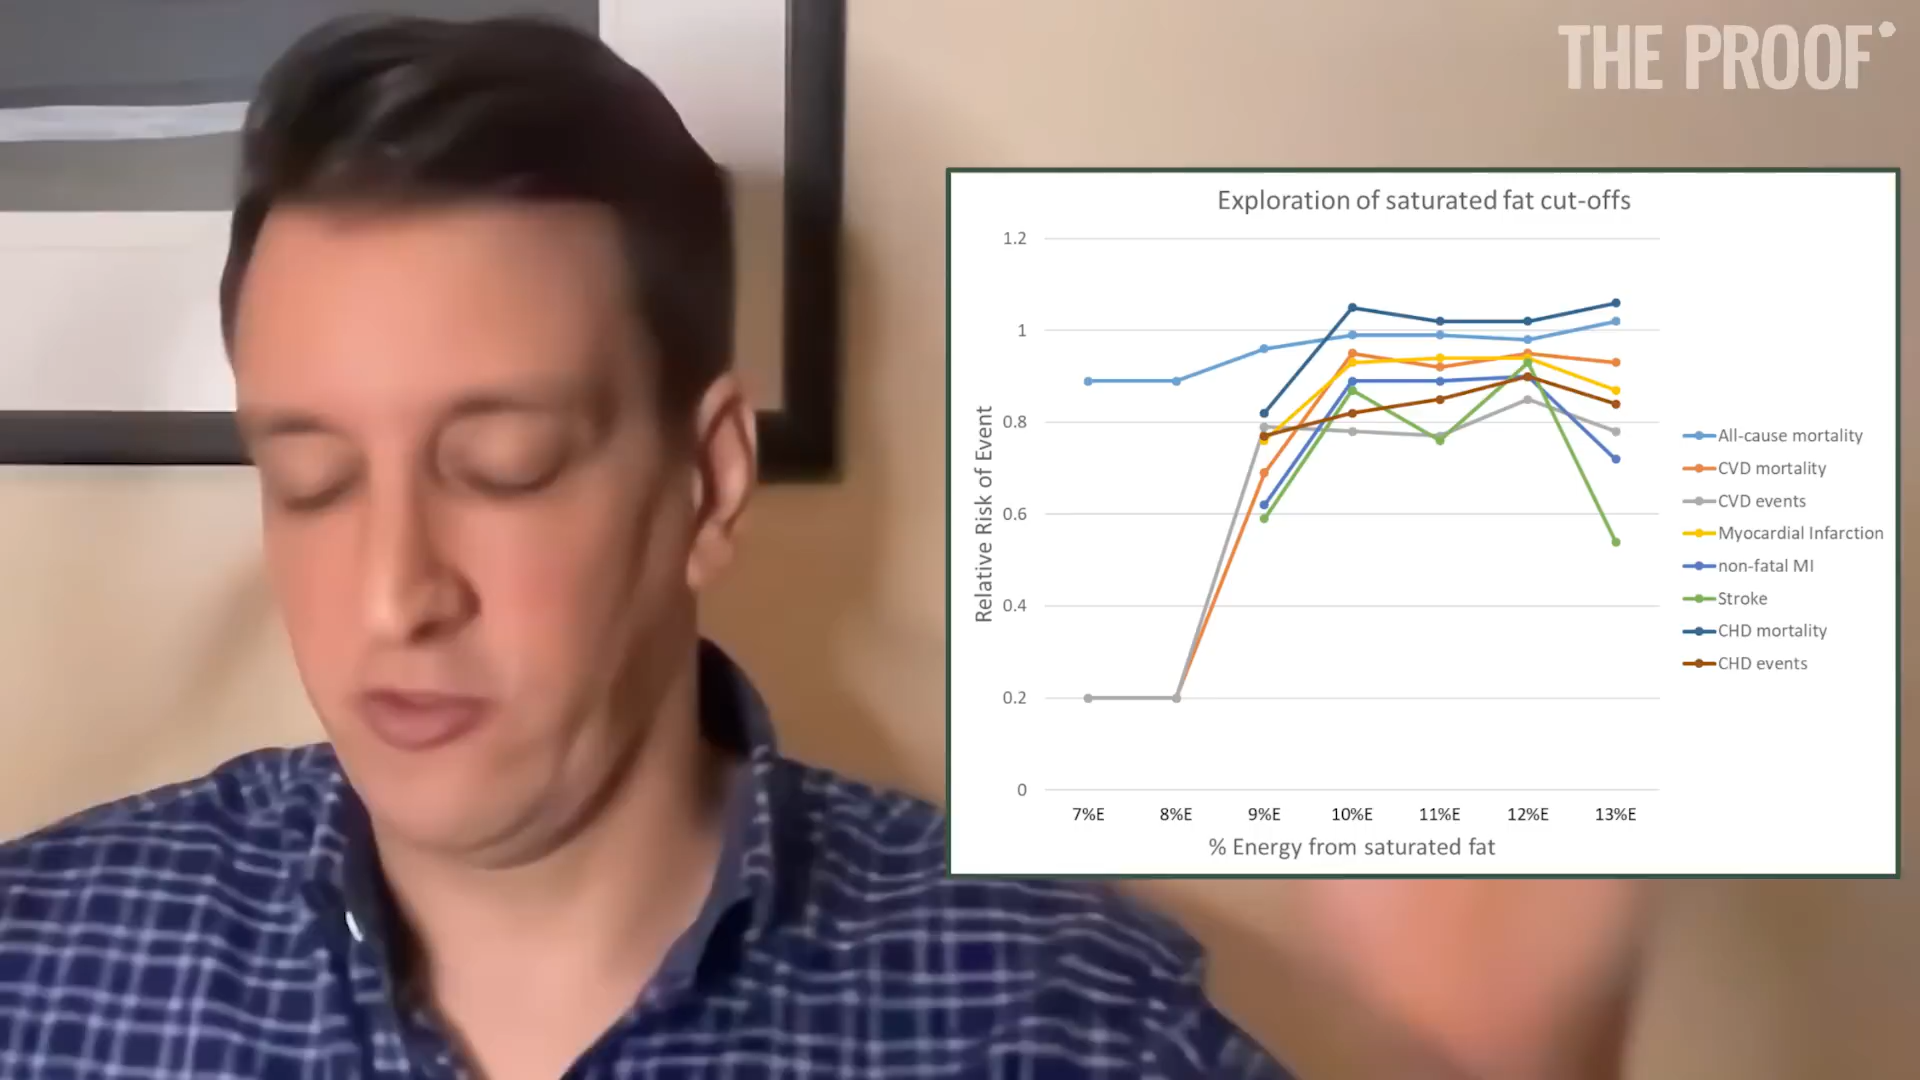 THE PROOF
Exploration of saturated fat cut-offs
1.2
1
0.8
0.6
0.4
0.2
0
Relative Risk of Event
7%E 8%E 9%E 10%E 11%E 12%E 13%E
% Energy from saturated fat
All-cause mortality
CVD mortality
CVD events
Myocardial Infarction
non-fatal MI
Stroke
CHD mortality
CHD events